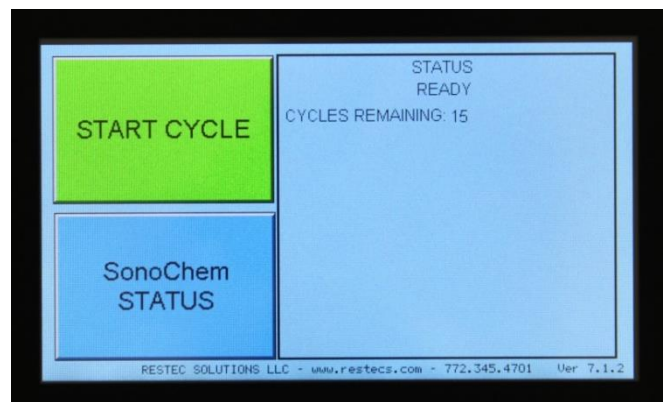 START CYCLE
STATUS
READY
CYCLES REMAINING: 15
SonoChem
STATUS
RESTEC SOLUTIONS LLC - www.restecs.com - 772.345.4701 Ver 7.1.2